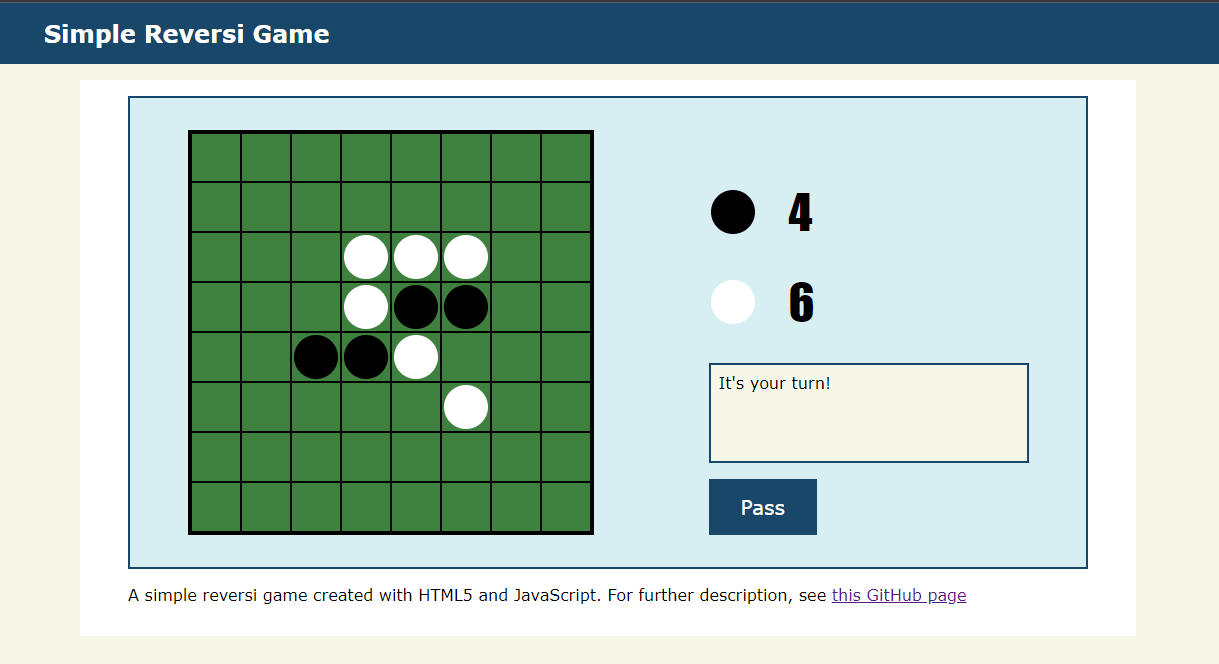 Simple Reversi Game
4
6
It's your turn!
Pass
A simple reversi game created with HTML5 and JavaScript. For further description, see this GitHub page